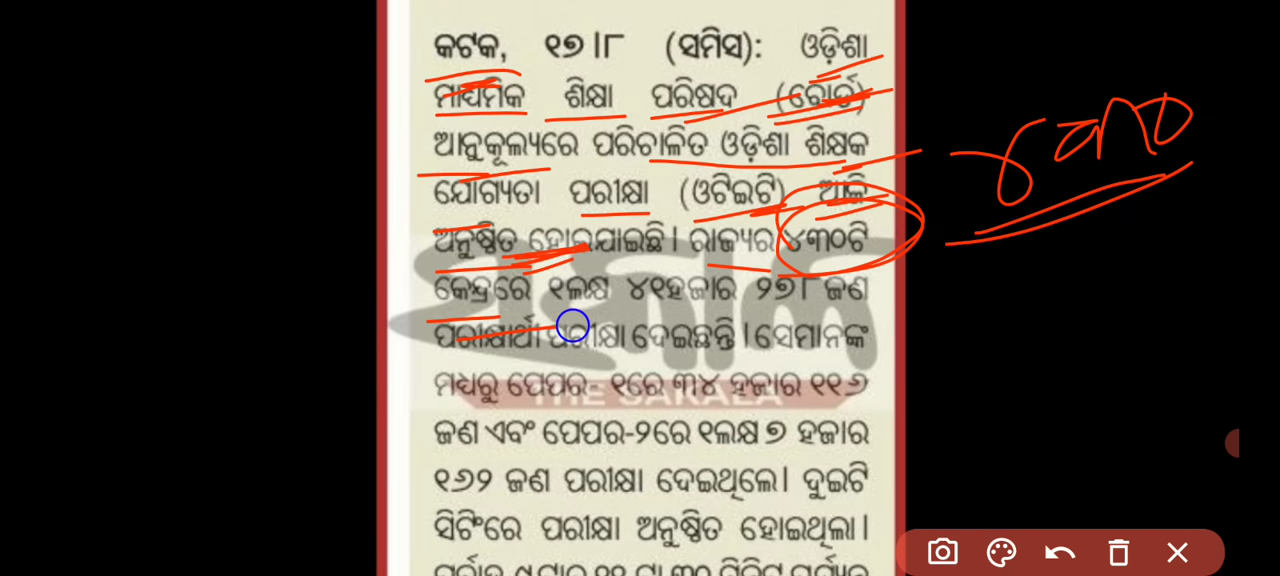 କଟକ, ୧୭।୮ (ସମିସ): ଓଡ଼ିଶା
ମାଧ୍ୟମିକ ଶିକ୍ଷା ପରିଷଦ (ବୋର୍ଡ)
ଆନୁକୂଲ୍ୟରେ ପରିଚାଳିତ ଓଡ଼ିଶା ଶିକ୍ଷକ
ଯୋଗ୍ୟତା ପରୀକ୍ଷା (ଓଟିଇଟି) ଆଜି
ଅନୁଷ୍ଠିତ ହୋଇଯାଇଛି। ରାଜ୍ୟର ୪୩୦ଟି
କେନ୍ଦ୍ରରେ ୧ଲକ୍ଷ ୪୧ହଜାର ୨୭୮ ଜଣ
ପରୀକ୍ଷାର୍ଥୀ ପରୀକ୍ଷା ଦେଇଛନ୍ତି। ସେମାନଙ୍କ
ମଧ୍ୟରୁ ପେପର- ୧ରେ ୩୪ ହଜାର ୧୧୬
THE SAKALA
ଜଣ ଏବଂ ପେପର-୨ରେ ୧ଲକ୍ଷ ୭ ହଜାର
୧୬୨ ଜଣ ପରୀକ୍ଷା ଦେଇଥିଲେ। ଦୁଇଟି
ସିଟିଂରେ ପରୀକ୍ଷା ଅନୁଷ୍ଠିତ ହୋଇଥିଲା।